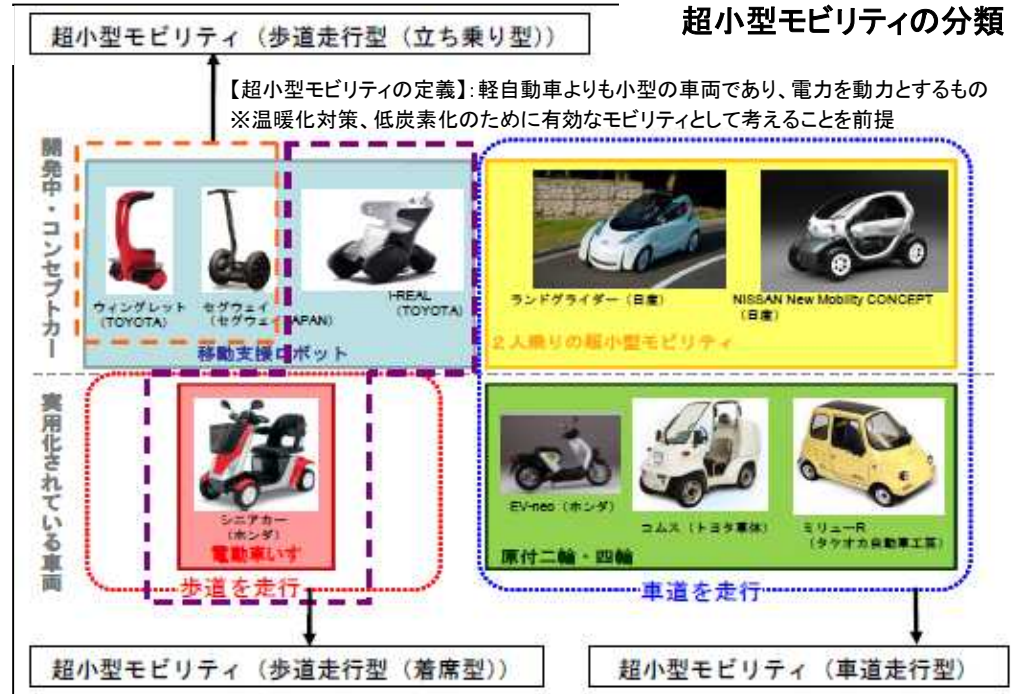 超小型モビリティの分類
超小型モビリティ（歩道走行型（立ち乗り型））
【超小型モビリティの定義】：軽自動車よりも小型の車両であり、電力を動力とするもの
※温暖化対策、低炭素化のために有効なモビリティとして考えることを前提
開発中・コンセプトカー
ウィングレット
(TOYOTA)
セグウェイ
（セグウェイJAPAN）
I-REAL
(TOYOTA)
移動支援ロボット
ランドグライダー（日産）
NISSAN New Mobility CONCEPT
（日産）
２人乗りの超小型モビリティ
実用化されている車両
シニアカー
（ホンダ）
電動車いす
歩道を走行
EV-neo（ホンダ）
コムス（トヨタ車体）
ミリューR
（タケオカ自動車工芸）
原付二輪・四輪
車道を走行
超小型モビリティ（歩道走行型（着席型））
超小型モビリティ（車道走行型）